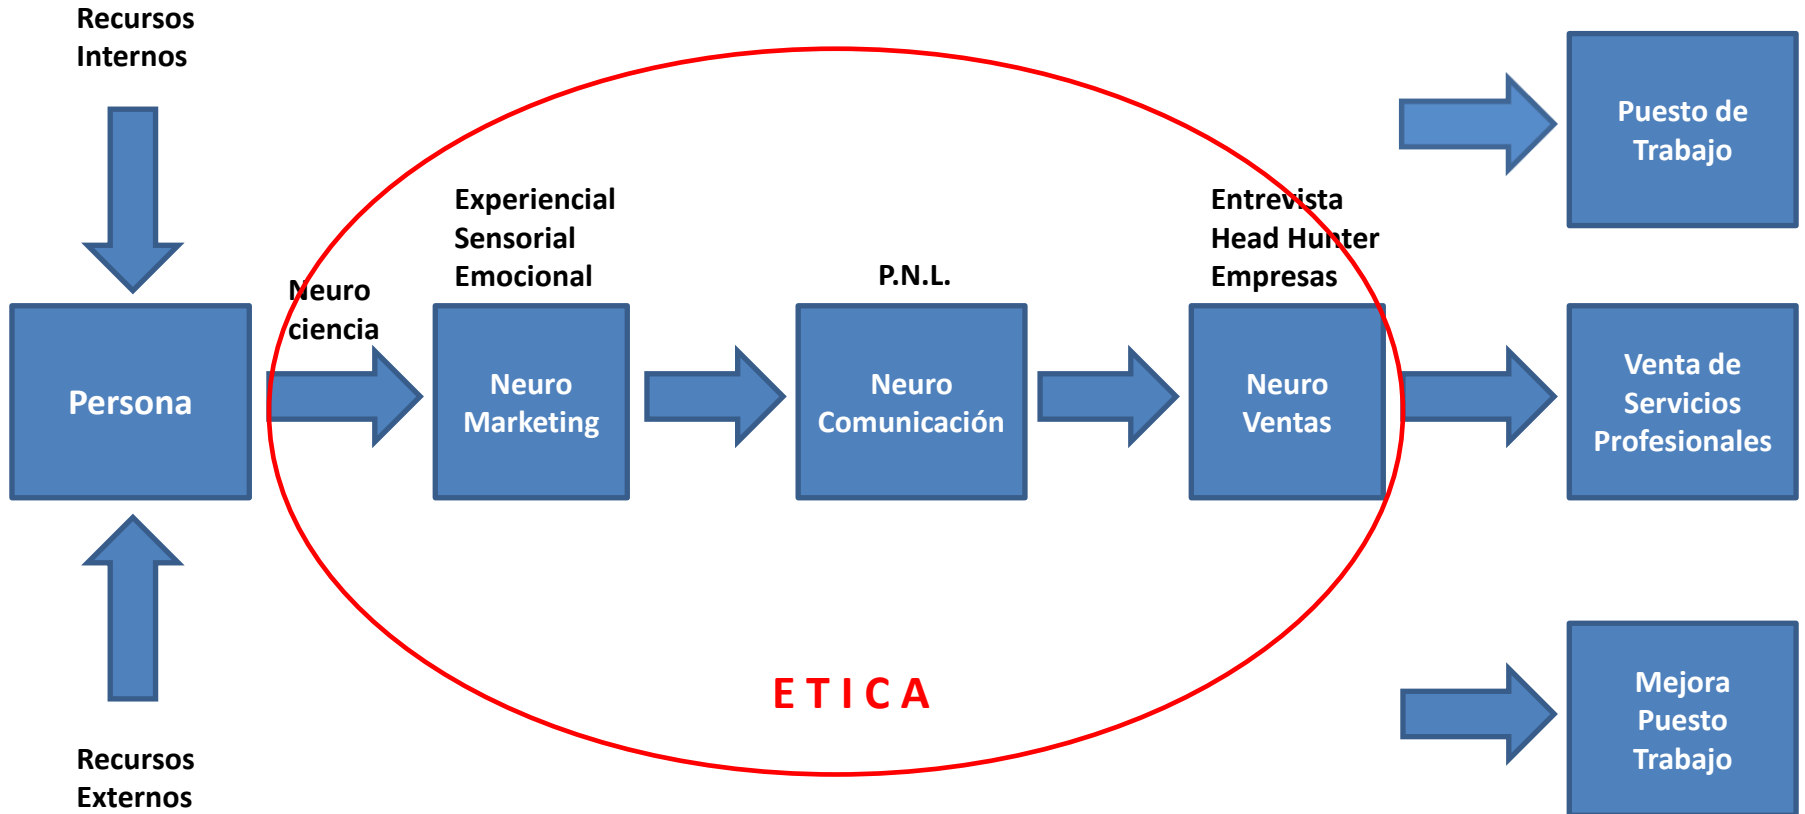 Recursos
Internos
Puesto de
Trabajo
Experiencial
Sensorial
Emocional
P.N.L.
Entrevista
Head Hunter
Empresas
Neuro
ciencia
Persona
Neuro
Marketing
Neuro
Comunicación
Neuro
Ventas
Venta de
Servicios
Profesionales
E T I C A
Mejora
Puesto
Trabajo
Recursos
Externos